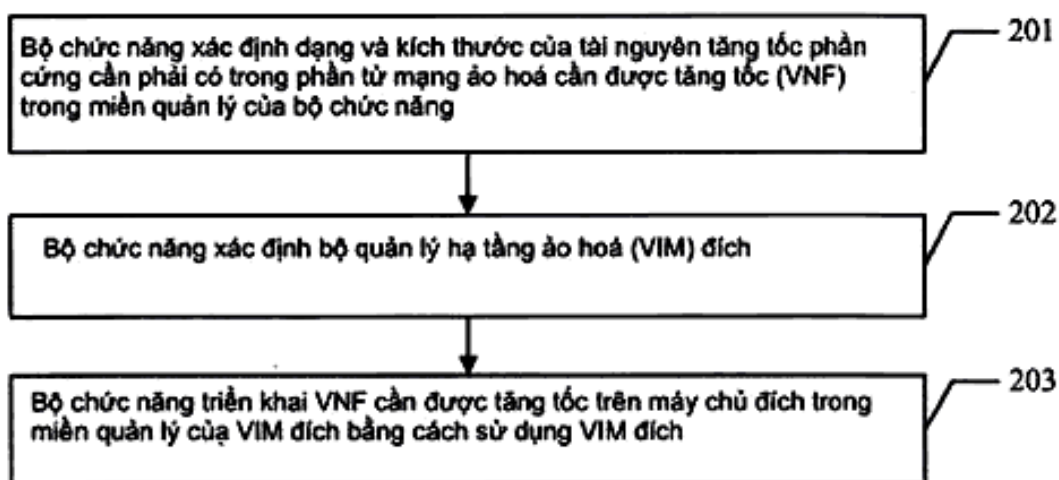 Bộ chức năng xác định dạng và kích thước của tài nguyên tăng tốc phần
cứng cần phải có trong phần tử mạng ảo hoá cần được tăng tốc (VNF)
trong miền quản lý của bộ chức năng
201
Bộ chức năng xác định bộ quản lý hạ tầng ảo hoá (VIM) đích
202
Bộ chức năng triển khai VNF cần được tăng tốc trên máy chủ đích trong
miền quản lý của VIM đích bằng cách sử dụng VIM đích
203